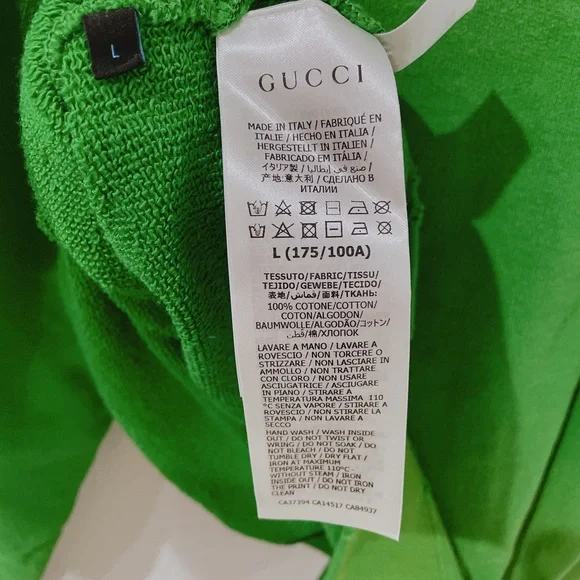 L
GUCCI
MADE IN ITALY / FABRIQUÉ EN
ITALIE / HECHO EN ITALIA /
HERGESTELLT IN ITALIEN /
FABRICADO EM ITÁLIA /
イタリア製 / صنع في إيطاليا /
产地:意大利 / СДЕЛАНО В
ИТАЛИИ
L (175/100A)
TESSUTO/FABRIC/TISSU/
TEJIDO/GEWEBE/TECIDO/
表地/قماش/面料/ТКАНЬ:
100% COTONE/COTTON/
COTON/ALGODON/
BAUMWOLLE/ALGODÃO/コットン/
قطن/棉/ХЛОПОК
LAVARE A MANO / LAVARE A
ROVESCIO / NON TORCERE O
STRIZZARE / NON LASCIARE IN
AMMOLLO / NON TRATTARE
CON CLORO / NON USARE
ASCIUGATRICE / ASCIUGARE
IN PIANO / STIRARE A
TEMPERATURA MASSIMA 110
°C SENZA VAPORE / STIRARE A
ROVESCIO / NON STIRARE LA
STAMPA / NON LAVARE A
SECCO
HAND WASH / WASH INSIDE
OUT / DO NOT TWIST OR
WRING / DO NOT SOAK / DO
NOT BLEACH / DO NOT
TUMBLE DRY / DRY FLAT /
IRON AT MAXIMUM
TEMPERATURE 110°C
WITHOUT STEAM / IRON
INSIDE OUT / DO NOT IRON
THE PRINT / DO NOT DRY
CLEAN
CA37394 CA14517 CA84937